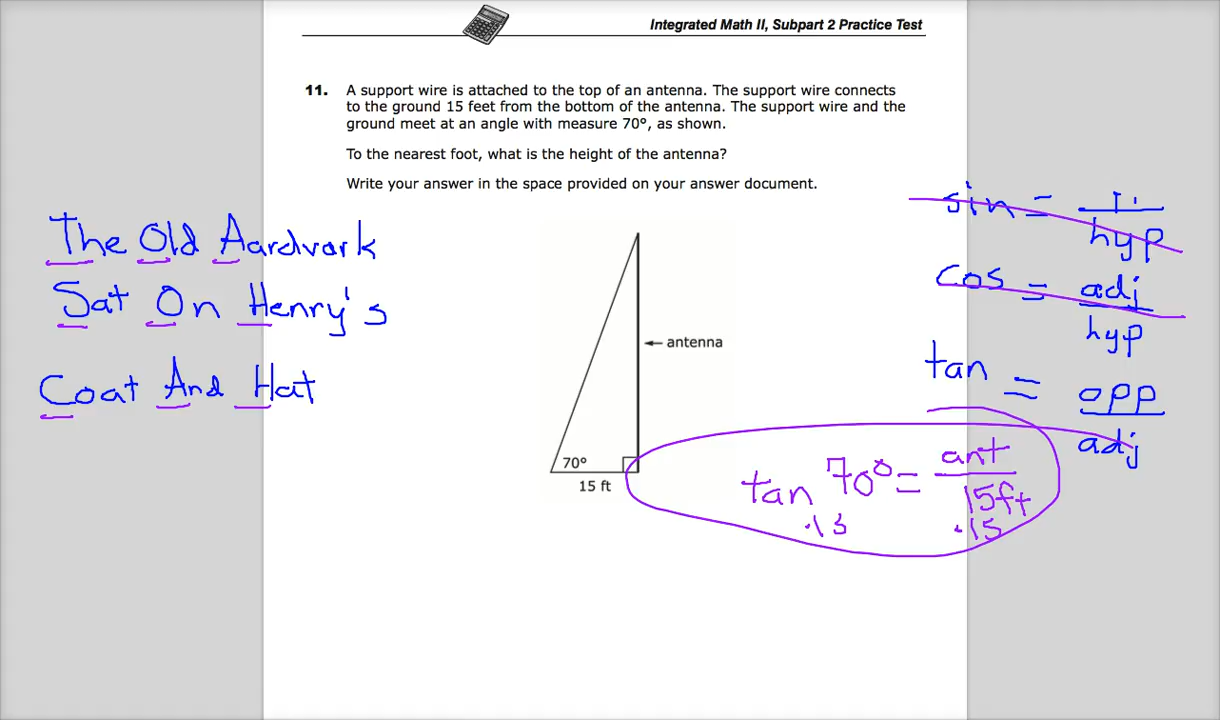 Integrated Math II, Subpart 2 Practice Test
11. A support wire is attached to the top of an antenna. The support wire connects
to the ground 15 feet from the bottom of the antenna. The support wire and the
ground meet at an angle with measure 70°, as shown.
To the nearest foot, what is the height of the antenna?
Write your answer in the space provided on your answer document.
The Old Aardvark
Sat On Henry's
Coat And Hat
antenna
70°
15 ft
sin =
hyp
cos = adj
hyp
tan = opp
adj
tan 70° = ant
15ft
·15 ·15